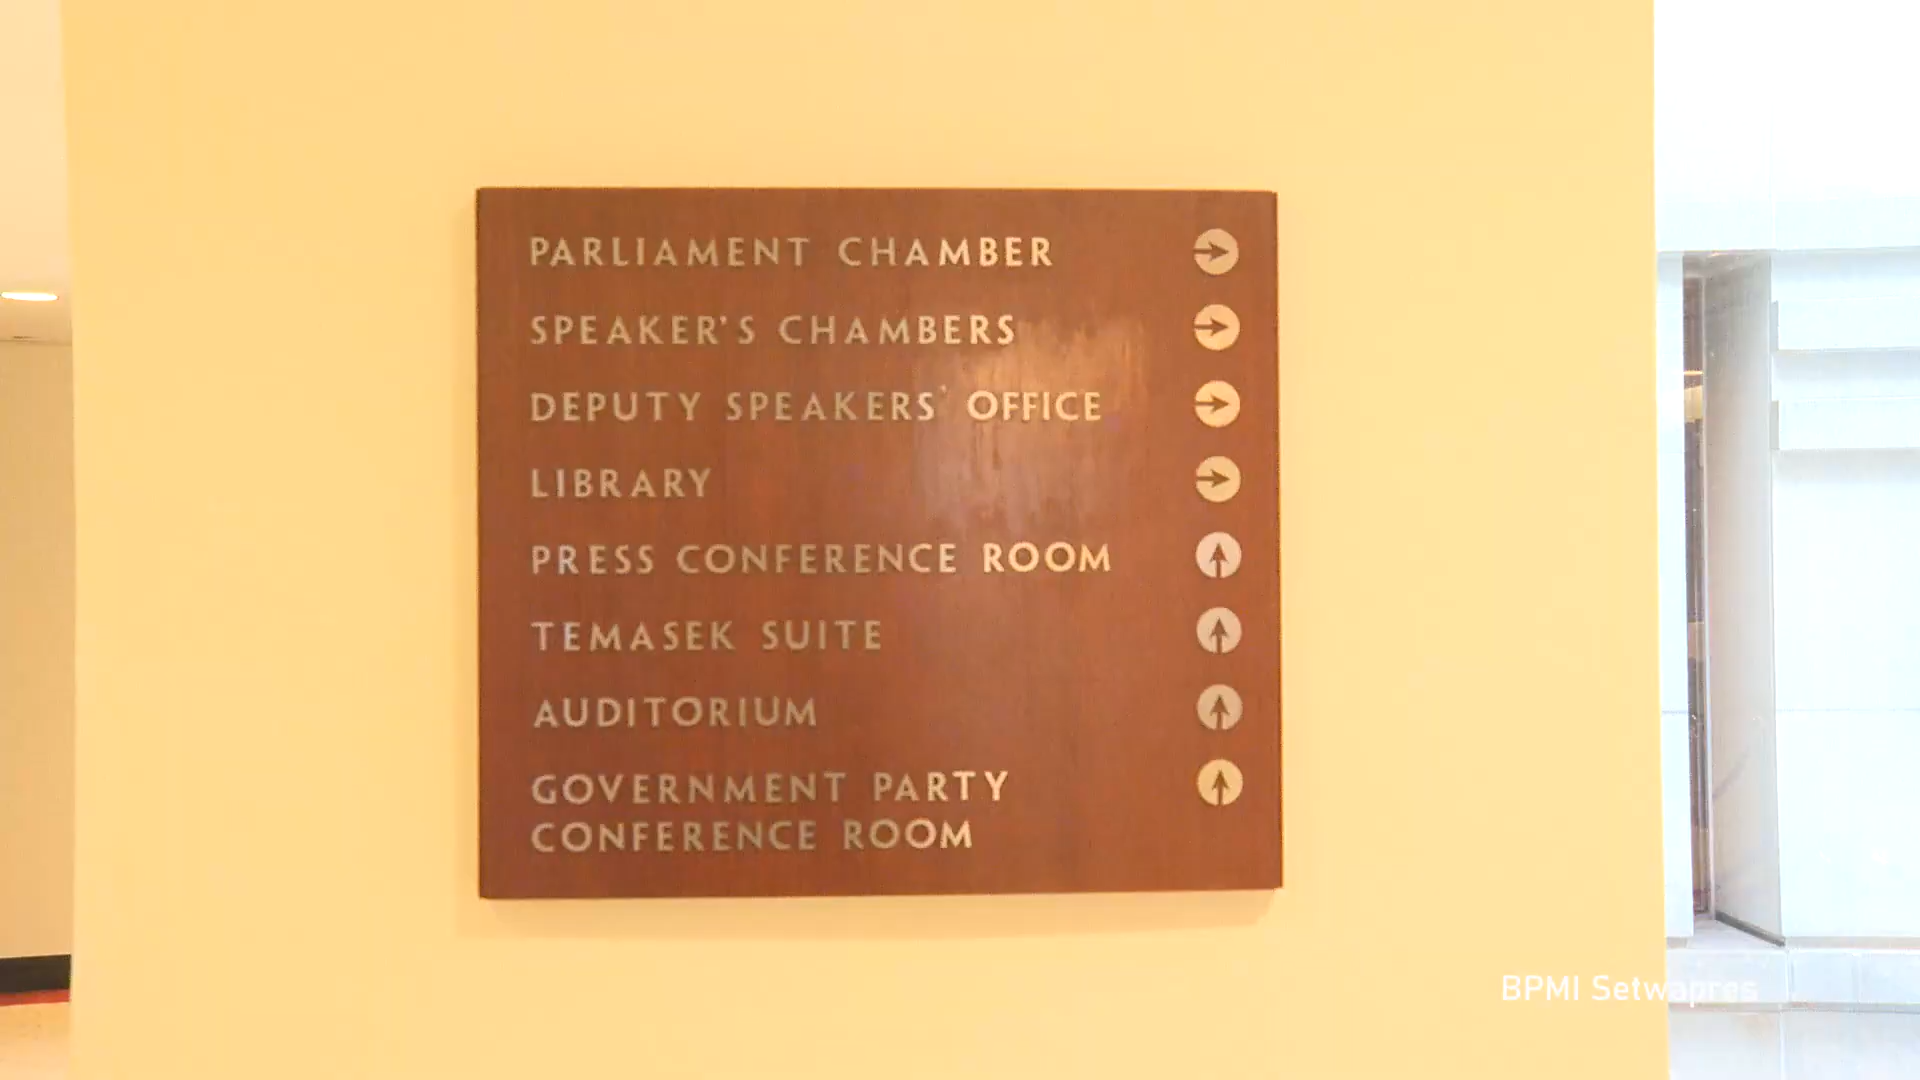 PARLIAMENT CHAMBER
SPEAKER'S CHAMBERS
DEPUTY SPEAKERS' OFFICE
LIBRARY
PRESS CONFERENCE ROOM
TEMASEK SUITE
AUDITORIUM
GOVERNMENT PARTY
CONFERENCE ROOM
BPMI Setwapres